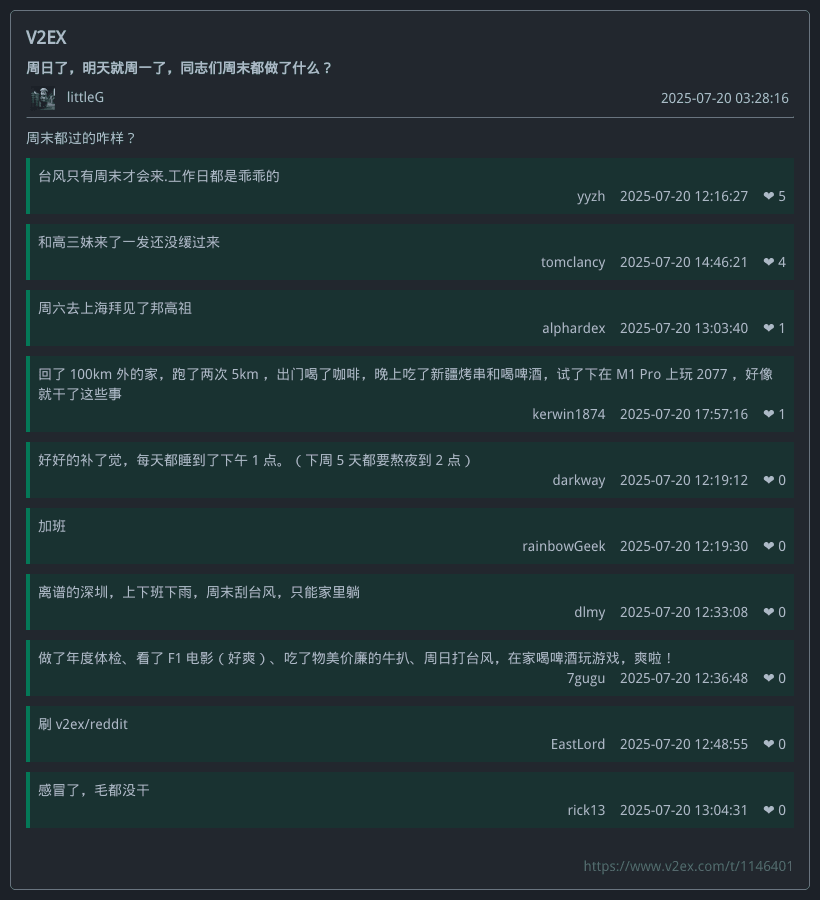 V2EX
周日了，明天就周一了，同志们周末都做了什么？
littleG 2025-07-20 03:28:16
周末都过的咋样？
台风只有周末才会来.工作日都是乖乖的
yyzh 2025-07-20 12:16:27 ❤ 5
和高三妹来了一发还没缓过来
tomclancy 2025-07-20 14:46:21 ❤ 4
周六去上海拜见了邦高祖
alphardex 2025-07-20 13:03:40 ❤ 1
回了 100km 外的家，跑了两次 5km ，出门喝了咖啡，晚上吃了新疆烤串和喝啤酒，试了下在 M1 Pro 上玩 2077 ，好像
就干了这些事
kerwin1874 2025-07-20 17:57:16 ❤ 1
好好的补了觉，每天都睡到了下午 1 点。（下周 5 天都要熬夜到 2 点）
darkway 2025-07-20 12:19:12 ❤ 0
加班
rainbowGeek 2025-07-20 12:19:30 ❤ 0
离谱的深圳，上下班下雨，周末刮台风，只能家里躺
dlmy 2025-07-20 12:33:08 ❤ 0
做了年度体检、看了 F1 电影（好爽）、吃了物美价廉的牛扒、周日打台风，在家喝啤酒玩游戏，爽啦！
7gugu 2025-07-20 12:36:48 ❤ 0
刷 v2ex/reddit
EastLord 2025-07-20 12:48:55 ❤ 0
感冒了，毛都没干
rick13 2025-07-20 13:04:31 ❤ 0
https://www.v2ex.com/t/1146401